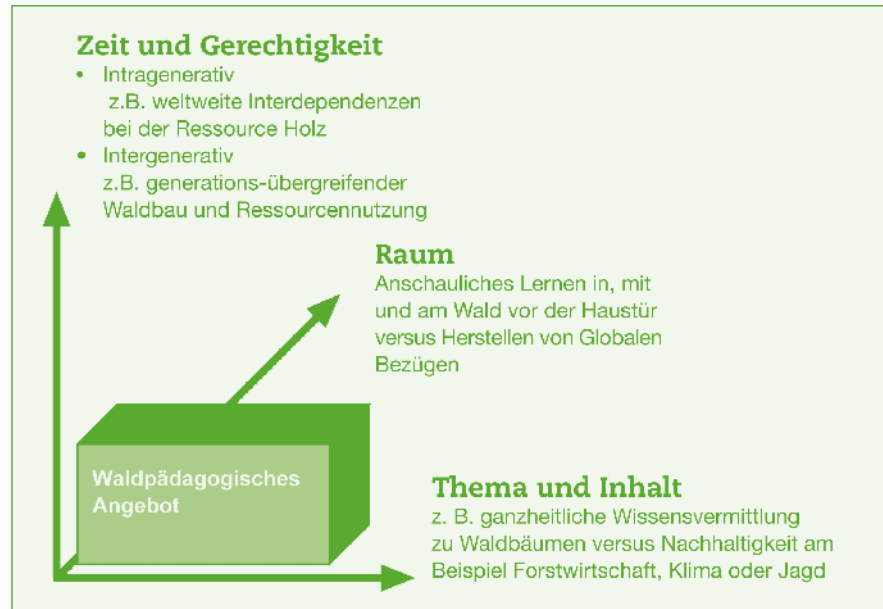 Zeit und Gerechtigkeit
• Intragenerativ
z.B. weltweite Interdependenzen
bei der Ressource Holz
• Intergenerativ
z.B. generations-übergreifender
Waldbau und Ressourcennutzung
Raum
Anschauliches Lernen in, mit
und am Wald vor der Haustür
versus Herstellen von Globalen
Bezügen
Waldpädagogisches
Angebot
Thema und Inhalt
z. B. ganzheitliche Wissensvermittlung
zu Waldbäumen versus Nachhaltigkeit am
Beispiel Forstwirtschaft, Klima oder Jagd